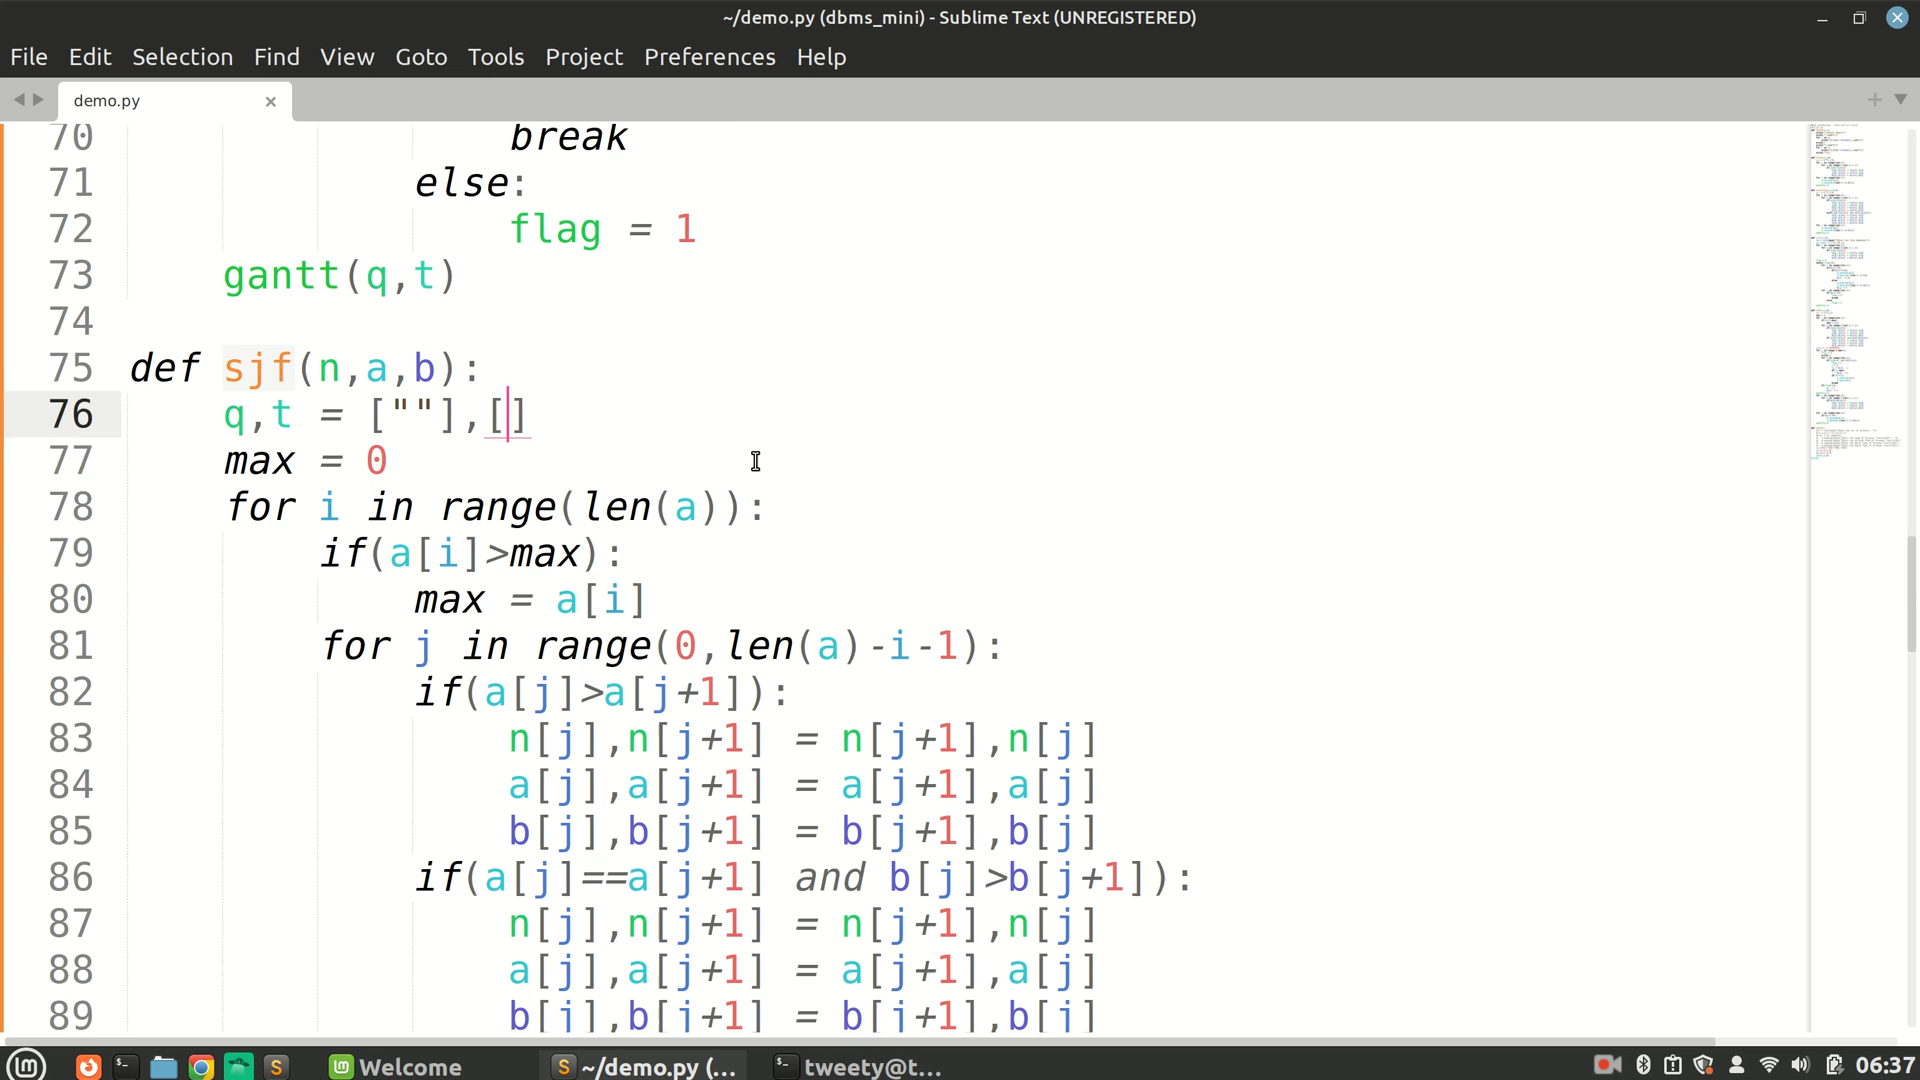 ~/demo.py (dbms_mini) - Sublime Text (UNREGISTERED)
File Edit Selection Find View Goto Tools Project Preferences Help
demo.py
70 break
71 else:
72 flag = 1
73 gantt(q,t)
74
75 def sjf(n,a,b):
76 q,t = [""],[]
77 max = 0
78 for i in range(len(a)):
79 if(a[i]>max):
80 max = a[i]
81 for j in range(0,len(a)-i-1):
82 if(a[j]>a[j+1]):
83 n[j],n[j+1] = n[j+1],n[j]
84 a[j],a[j+1] = a[j+1],a[j]
85 b[j],b[j+1] = b[j+1],b[j]
86 if(a[j]==a[j+1] and b[j]>b[j+1]):
87 n[j],n[j+1] = n[j+1],n[j]
88 a[j],a[j+1] = a[j+1],a[j]
89 b[j],b[j+1] = b[j+1],b[j]
Welcome ~/demo.py (... tweety@t... 06:37